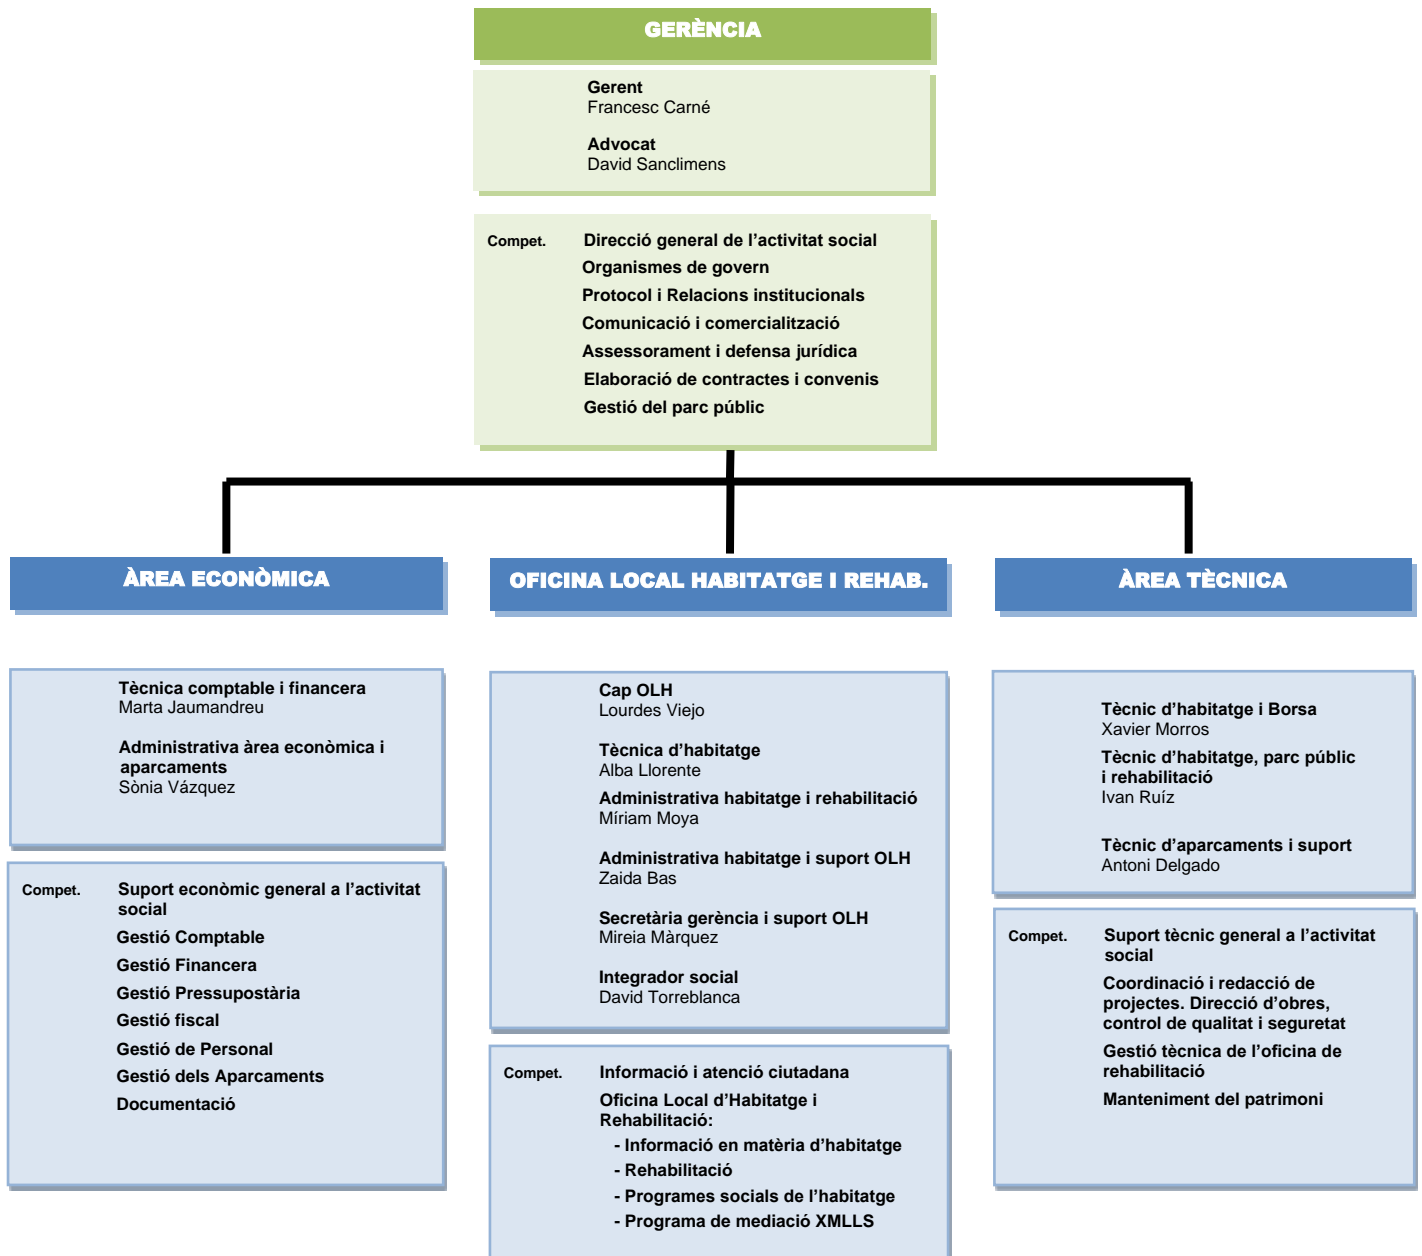 GERÈNCIA
Gerent
Francesc Carné
Advocat
David Sanclimens
Compet.
Direcció general de l'activitat social
Organismes de govern
Protocol i Relacions institucionals
Comunicació i comercialització
Assessorament i defensa jurídica
Elaboració de contractes i convenis
Gestió del parc públic
ÀREA ECONÒMICA
Tècnica comptable i financera
Marta Jaumandreu
Administrativa àrea econòmica i
aparcaments
Sònia Vázquez
Compet.
Suport econòmic general a l'activitat
social
Gestió Comptable
Gestió Financera
Gestió Pressupostària
Gestió fiscal
Gestió de Personal
Gestió dels Aparcaments
Documentació
OFICINA LOCAL HABITATGE I REHAB.
Cap OLH
Lourdes Viejo
Tècnica d'habitatge
Alba Llorente
Administrativa habitatge i rehabilitació
Míriam Moya
Administrativa habitatge i suport OLH
Zaida Bas
Secretària gerència i suport OLH
Mireia Màrquez
Integrador social
David Torreblanca
Compet.
Informació i atenció ciutadana
Oficina Local d'Habitatge i
Rehabilitació:
- Informació en matèria d'habitatge
- Rehabilitació
- Programes socials de l'habitatge
- Programa de mediació XMLLS
ÀREA TÈCNICA
Tècnic d'habitatge i Borsa
Xavier Morros
Tècnic d'habitatge, parc públic
i rehabilitació
Ivan Ruíz
Tècnic d'aparcaments i suport
Antoni Delgado
Compet.
Suport tècnic general a l'activitat
social
Coordinació i redacció de
projectes. Direcció d'obres,
control de qualitat i seguretat
Gestió tècnica de l'oficina de
rehabilitació
Manteniment del patrimoni